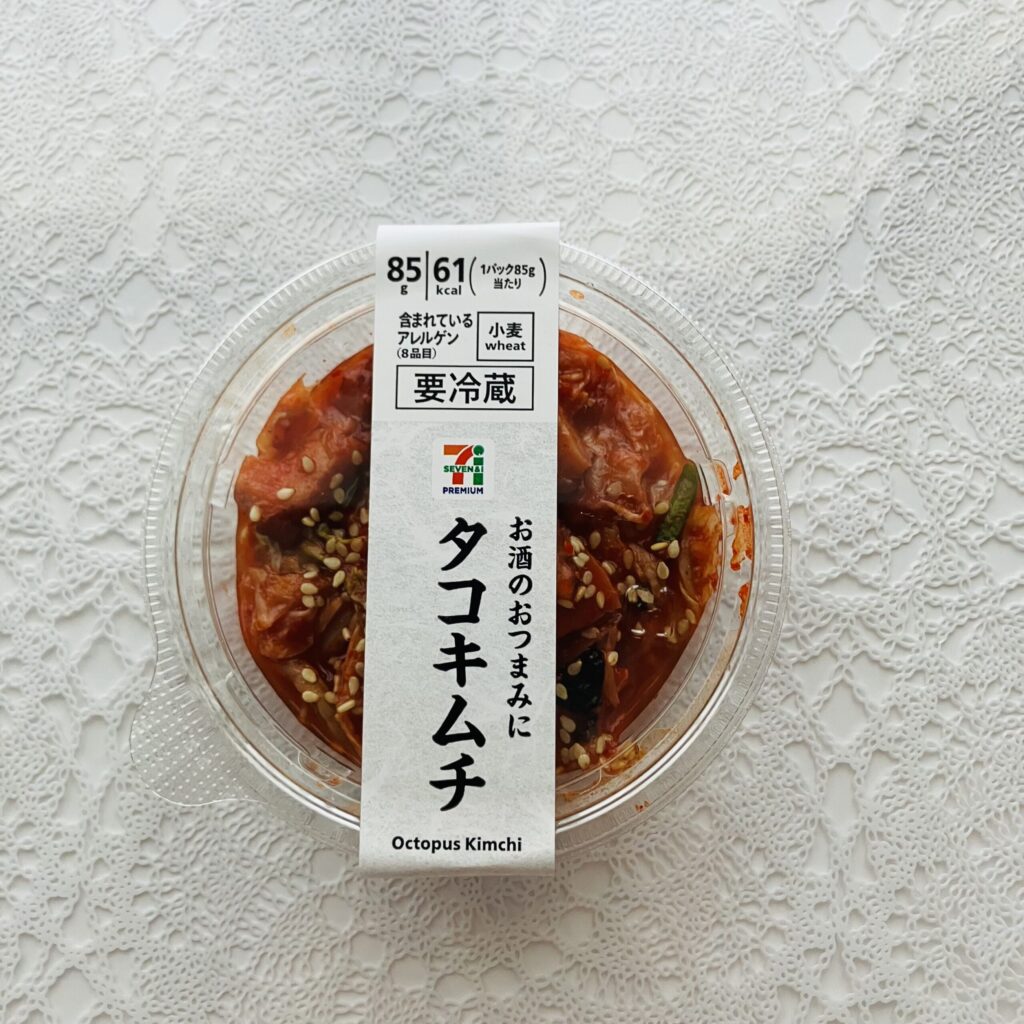 85g 61kcal (1パック85g当たり)
含まれている
アレルゲン
(8品目)
小麦
wheat
要冷蔵
7i
SEVEN&i
PREMIUM
お酒のおつまみに
タコキムチ
Octopus Kimchi